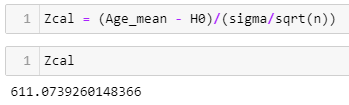 1 Zcal = (Age_mean - H0)/(sigma/sqrt(n))
1 Zcal
611.0739260148366